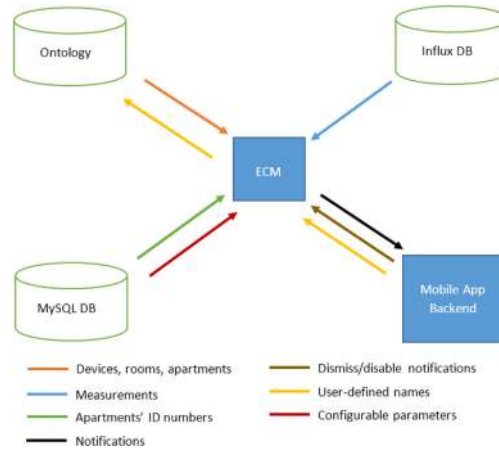 Ontology
Influx DB
ECM
MySQL DB
Mobile App
Backend
Devices, rooms, apartments
Dismiss/disable notifications
Measurements
User-defined names
Apartments' ID numbers
Configurable parameters
Notifications